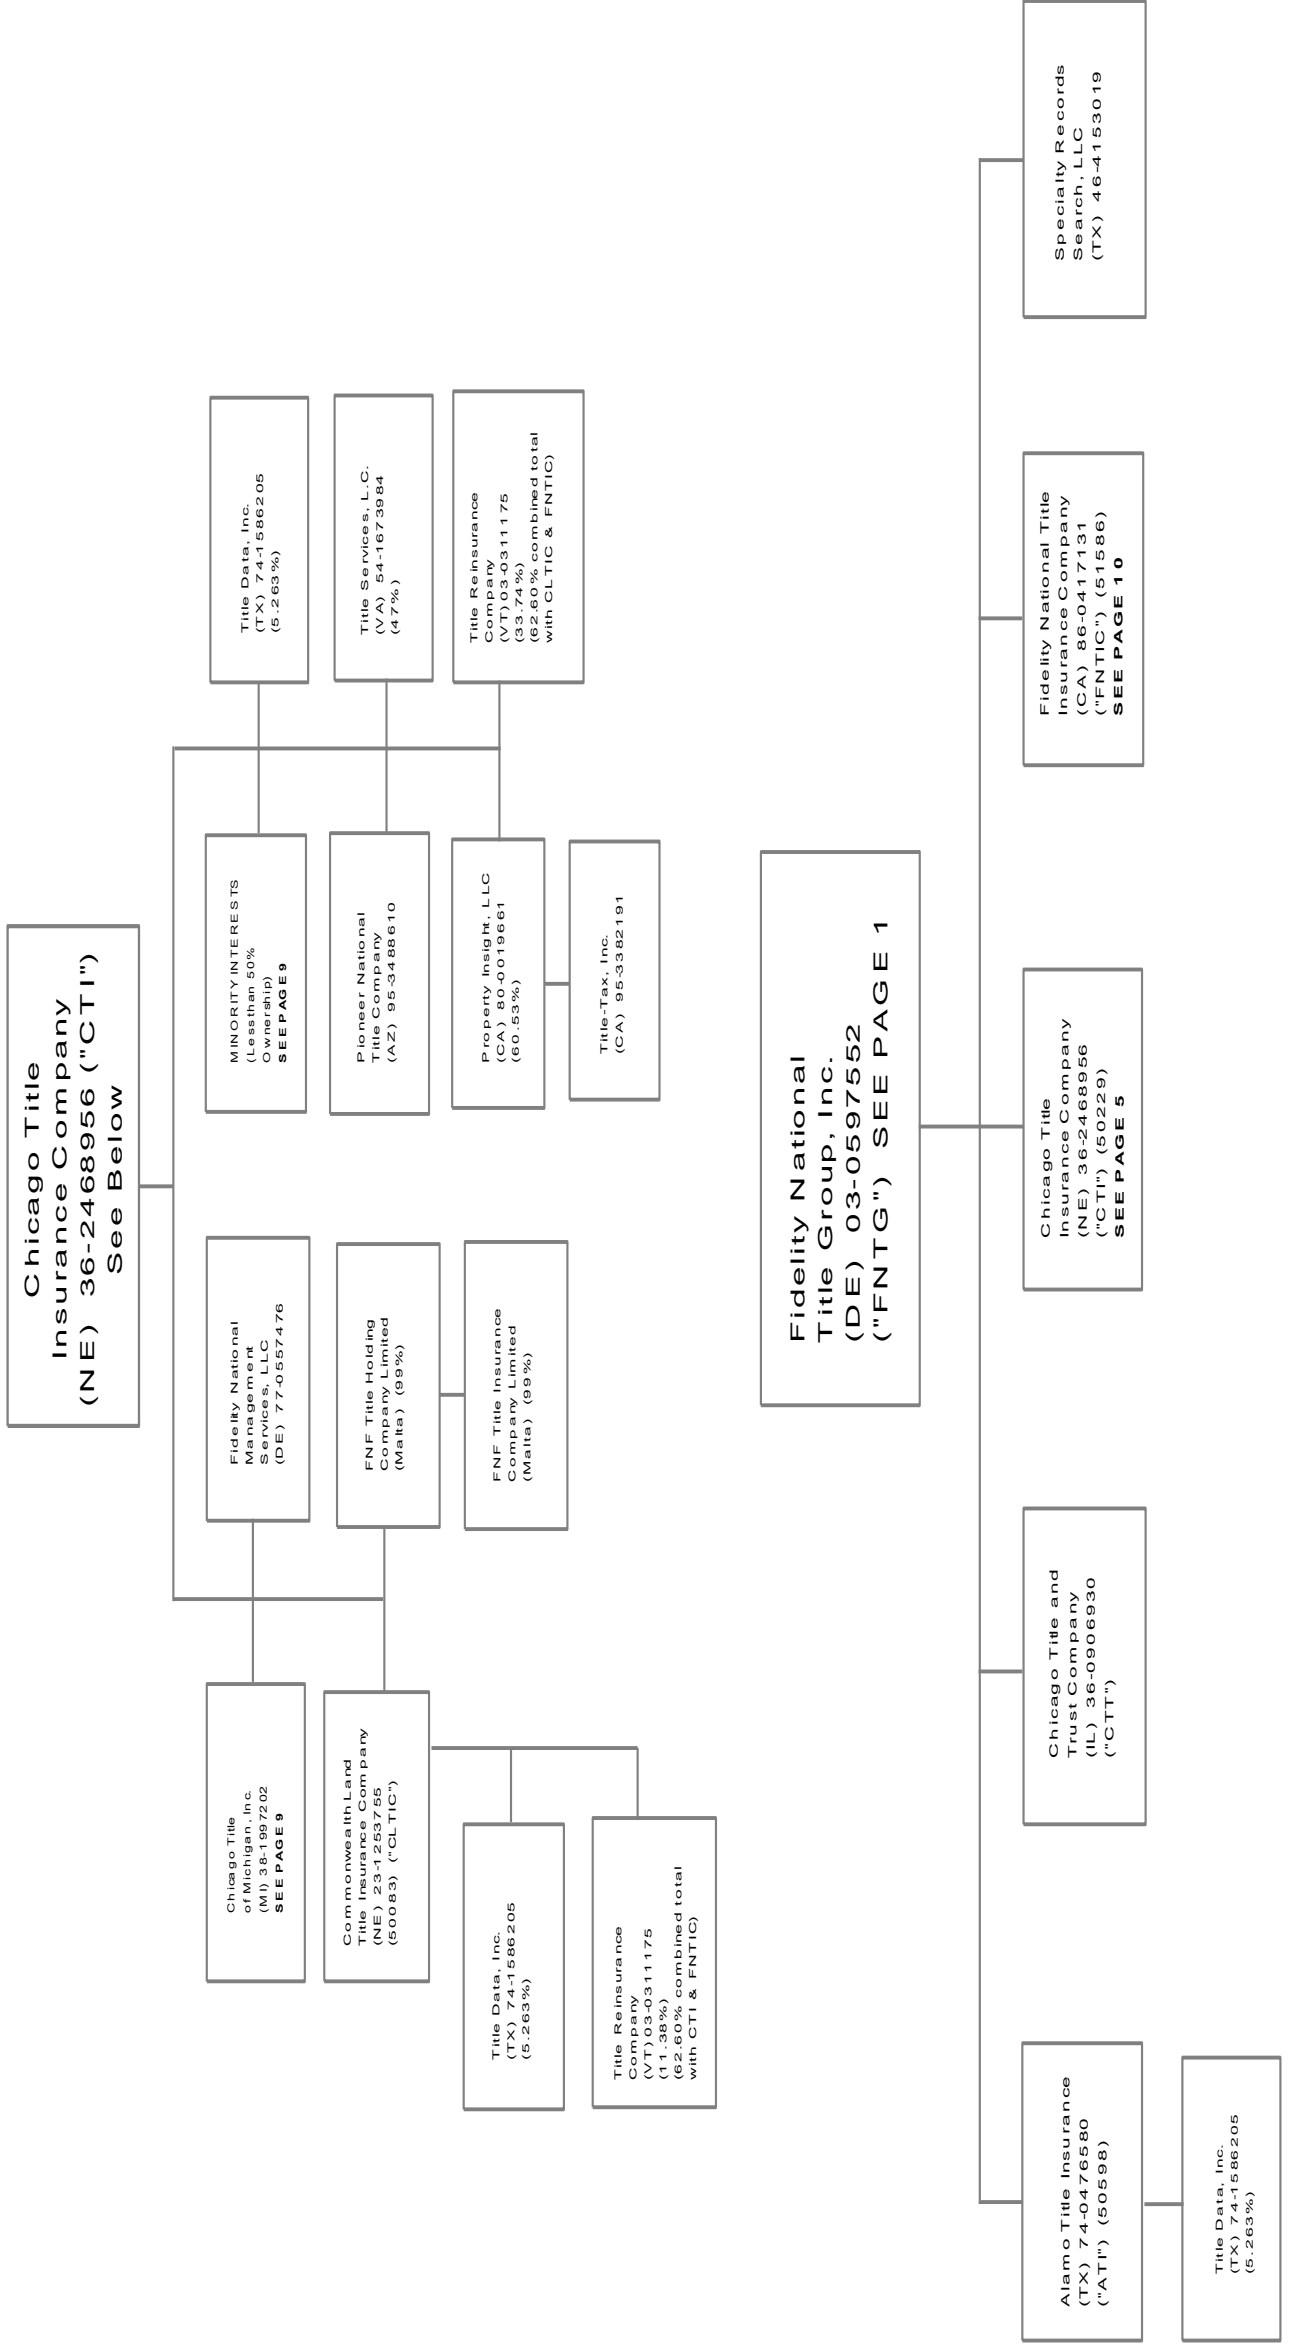 Chicago Title
Insurance Company
(NE) 36-2468956 ("CTI")
See Below
Chicago Title
of Michigan, Inc.
(MI) 38-1997202
SEE PAGE 9
Fidelity National
Management
Services, LLC
(DE) 77-0557476
MINORITY INTERESTS
(Less than 50%
Ownership)
SEE PAGE 9
Title Data, Inc.
(TX) 74-1586205
(5.263%)
Commonwealth Land
Title Insurance Company
(NE) 23-1253755
(50083) ("CLTIC")
FNF Title Holding
Company Limited
(Malta) (99%)
Pioneer National
Title Company
(AZ) 95-3488610
Title Services, L.C.
(VA) 54-1673984
(47%)
Title Data, Inc.
(TX) 74-1586205
(5.263%)
FNF Title Insurance
Company Limited
(Malta) (99%)
Property Insight, LLC
(CA) 80-0019661
(60.53%)
Title Reinsurance
Company
(VT) 03-0311175
(33.74%)
(62.60% combined total
with CLTIC & FNTIC)
Title Reinsurance
Company
(VT) 03-0311175
(11.38%)
(62.60% combined total
with CTI & FNTIC)
Title-Tax, Inc.
(CA) 95-3382191
Fidelity National
Title Group, Inc.
(DE) 03-0597552
("FNTG") SEE PAGE 1
Alamo Title Insurance
(TX) 74-0476580
("ATI") (50598)
Chicago Title and
Trust Company
(IL) 36-0906930
("CTT")
Chicago Title
Insurance Company
(NE) 36-2468956
("CTI") (50229)
SEE PAGE 5
Fidelity National Title
Insurance Company
(CA) 86-0417131
("FNTIC") (51586)
SEE PAGE 10
Specialty Records
Search, LLC
(TX) 46-4153019
Title Data, Inc.
(TX) 74-1586205
(5.263%)